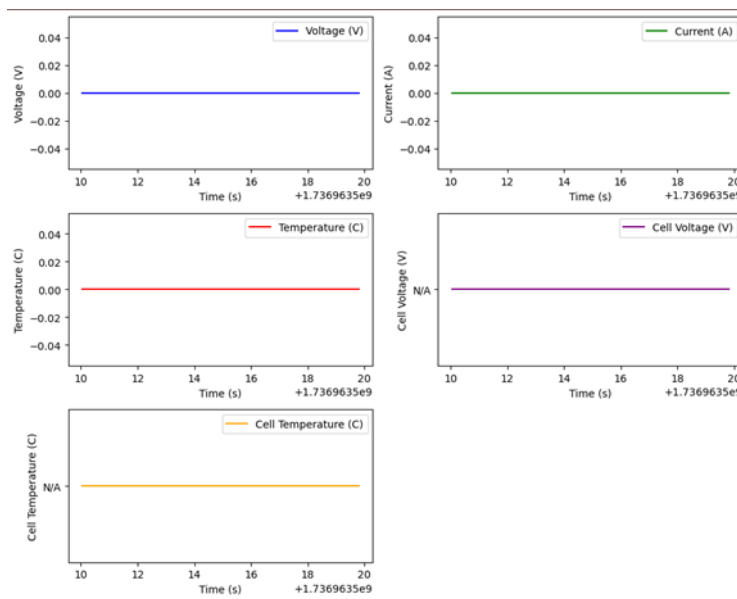 Voltage (V)
0.04
0.02
0.00
−0.02
−0.04
Voltage (V)
10 12 14 16 18 20
Time (s)
+1.7369635e9
Current (A)
0.04
0.02
0.00
−0.02
−0.04
Current (A)
10 12 14 16 18 20
Time (s)
+1.7369635e9
Temperature (C)
0.04
0.02
0.00
−0.02
−0.04
Temperature (C)
10 12 14 16 18 20
Time (s)
+1.7369635e9
Cell Voltage (V)
N/A
Cell Voltage (V)
10 12 14 16 18 20
Time (s)
+1.7369635e9
Cell Temperature (C)
N/A
Cell Temperature (C)
10 12 14 16 18 20
Time (s)
+1.7369635e9